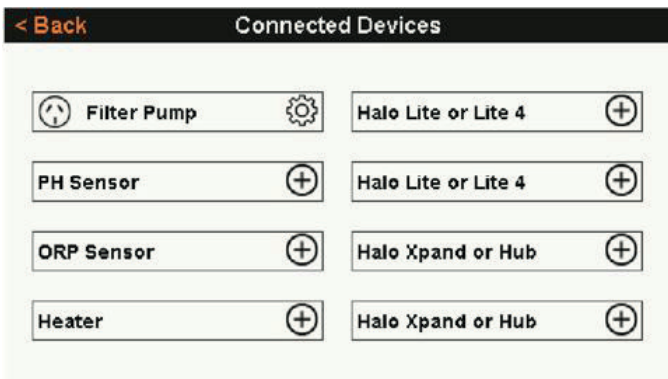 < Back
Connected Devices
Filter Pump
Halo Lite or Lite 4
PH Sensor
Halo Lite or Lite 4
ORP Sensor
Halo Xpand or Hub
Heater
Halo Xpand or Hub